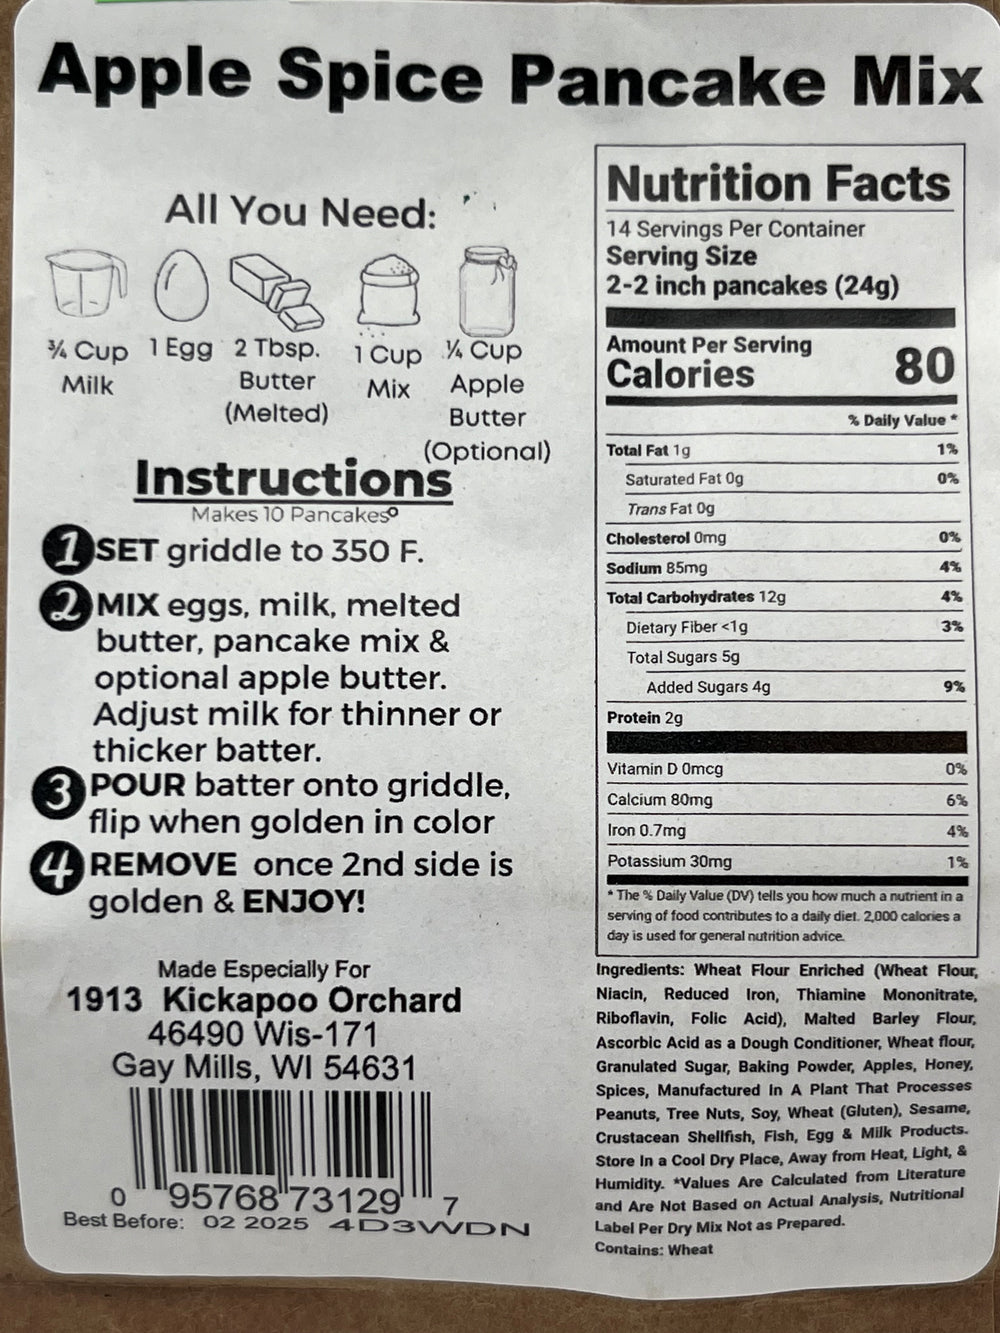 Apple Spice Pancake Mix
All You Need:
¾ Cup
Milk
1 Egg
2 Tbsp.
Butter
(Melted)
1 Cup
Mix
¼ Cup
Apple
Butter
(Optional)
Instructions
Makes 10 Pancakes
1 SET griddle to 350 F.
2 MIX eggs, milk, melted
butter, pancake mix &
optional apple butter.
Adjust milk for thinner or
thicker batter.
3 POUR batter onto griddle,
flip when golden in color
4 REMOVE once 2nd side is
golden & ENJOY!
Made Especially For
1913 Kickapoo Orchard
46490 Wis-171
Gay Mills, WI 54631
0 95768 73129 7
Best Before: 02 2025 4D3WDN
Nutrition Facts
14 Servings Per Container
Serving Size
2-2 inch pancakes (24g)
Amount Per Serving
Calories 80
% Daily Value *
Total Fat 1g 1%
Saturated Fat 0g 0%
Trans Fat 0g
Cholesterol 0mg 0%
Sodium 85mg 4%
Total Carbohydrates 12g 4%
Dietary Fiber <1g 3%
Total Sugars 5g
Added Sugars 4g 9%
Protein 2g
Vitamin D 0mcg 0%
Calcium 80mg 6%
Iron 0.7mg 4%
Potassium 30mg 1%
* The % Daily Value (DV) tells you how much a nutrient in a
serving of food contributes to a daily diet. 2,000 calories a
day is used for general nutrition advice.
Ingredients: Wheat Flour Enriched (Wheat Flour,
Niacin, Reduced Iron, Thiamine Mononitrate,
Riboflavin, Folic Acid), Malted Barley Flour,
Ascorbic Acid as a Dough Conditioner, Wheat flour,
Granulated Sugar, Baking Powder, Apples, Honey,
Spices, Manufactured In A Plant That Processes
Peanuts, Tree Nuts, Soy, Wheat (Gluten), Sesame,
Crustacean Shellfish, Fish, Egg & Milk Products.
Store In a Cool Dry Place, Away from Heat, Light, &
Humidity. *Values Are Calculated from Literature
and Are Not Based on Actual Analysis, Nutritional
Label Per Dry Mix Not as Prepared.
Contains: Wheat